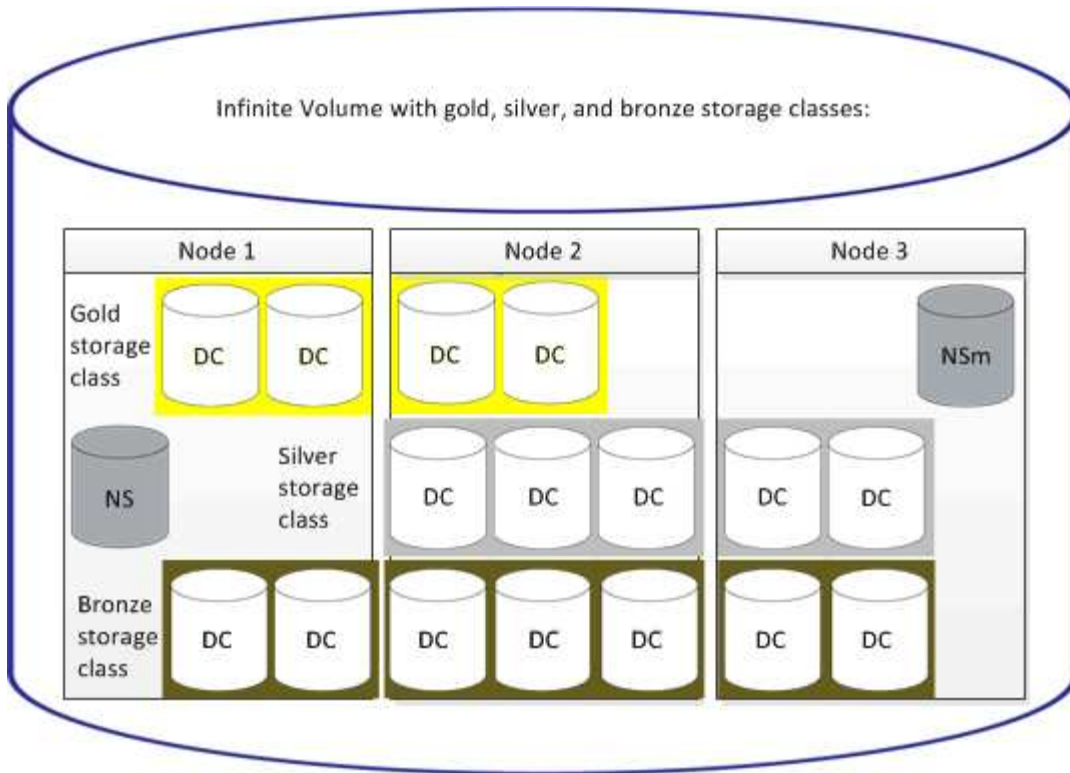 Infinite Volume with gold, silver, and bronze storage classes:
Node 1
Node 2
Node 3
Gold
storage
class
DC
DC
DC
DC
NSm
NS
Silver
storage
class
DC
DC
DC
DC
DC
Bronze
storage
class
DC
DC
DC
DC
DC
DC
DC